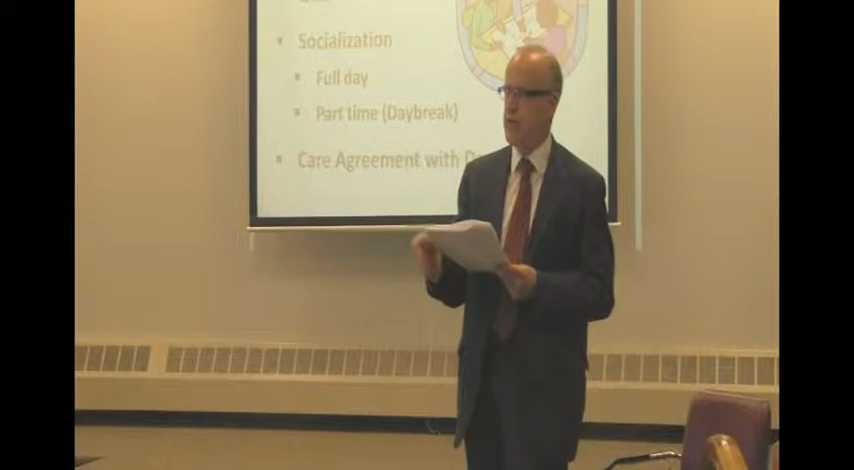 • Socialization
• Full day
• Part time (Daybreak)
• Care Agreement with